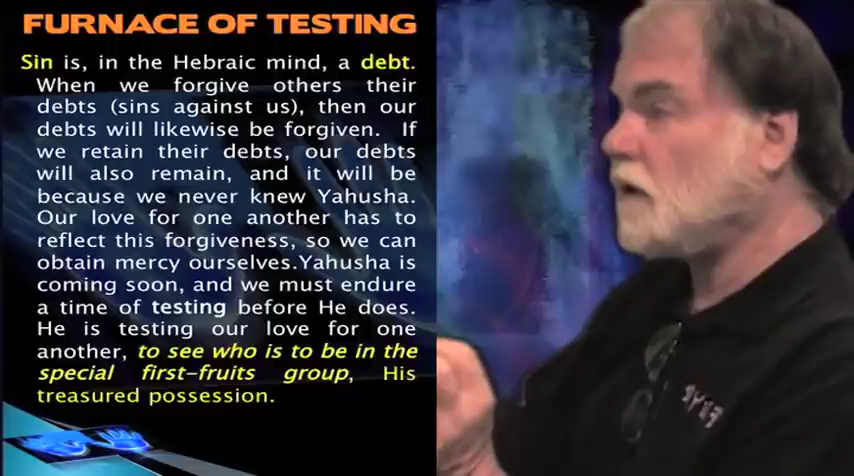 FURNACE OF TESTING
Sin is, in the Hebraic mind, a debt.
When we forgive others their
debts (sins against us), then our
debts will likewise be forgiven. If
we retain their debts, our debts
will also remain, and it will be
because we never knew Yahusha.
Our love for one another has to
reflect this forgiveness, so we can
obtain mercy ourselves.Yahusha is
coming soon, and we must endure
a time of testing before He does.
He is testing our love for one
another, to see who is to be in the
special first-fruits group, His
treasured possession.